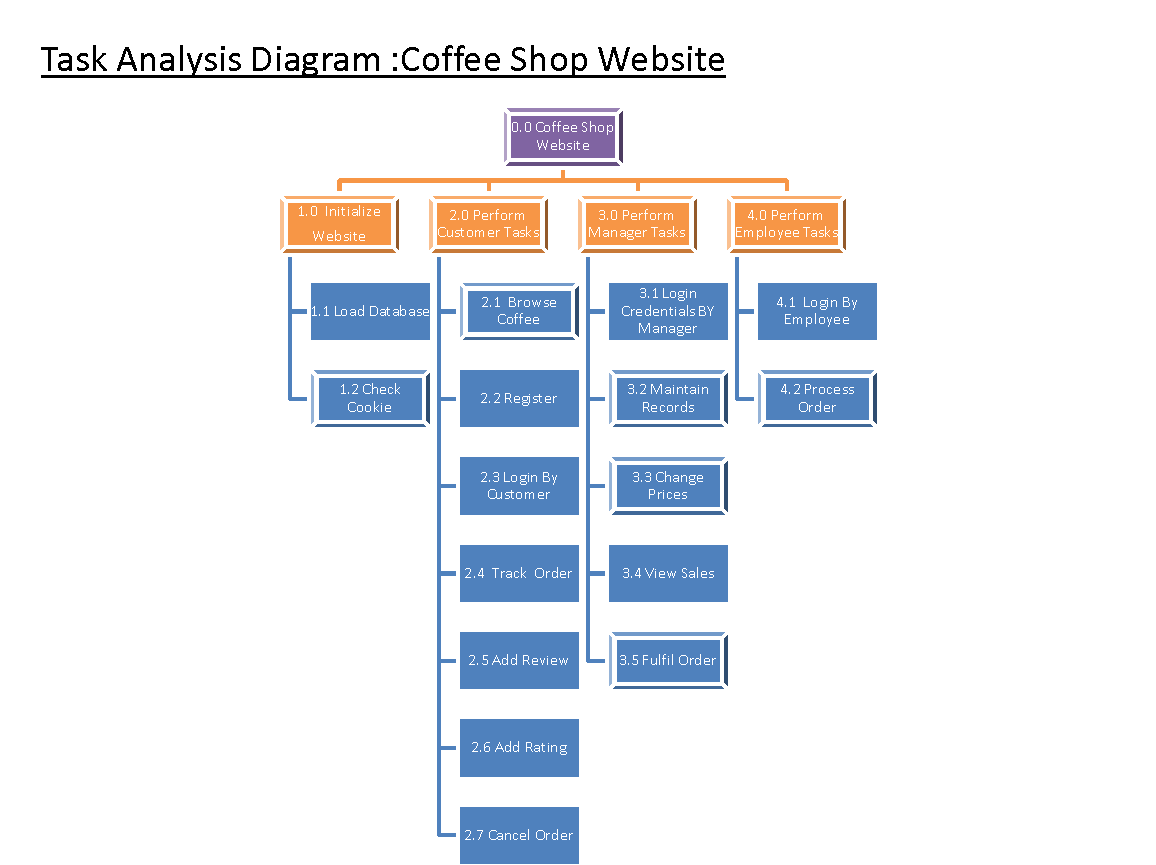 Task Analysis Diagram :Coffee Shop Website
0.0 Coffee Shop
Website
1.0 Initialize
Website
2.0 Perform
Customer Tasks
3.0 Perform
Manager Tasks
4.0 Perform
Employee Tasks
1.1 Load Database
1.2 Check
Cookie
2.1 Browse
Coffee
2.2 Register
2.3 Login By
Customer
2.4 Track Order
2.5 Add Review
2.6 Add Rating
2.7 Cancel Order
3.1 Login
Credentials BY
Manager
3.2 Maintain
Records
3.3 Change
Prices
3.4 View Sales
3.5 Fulfil Order
4.1 Login By
Employee
4.2 Process
Order